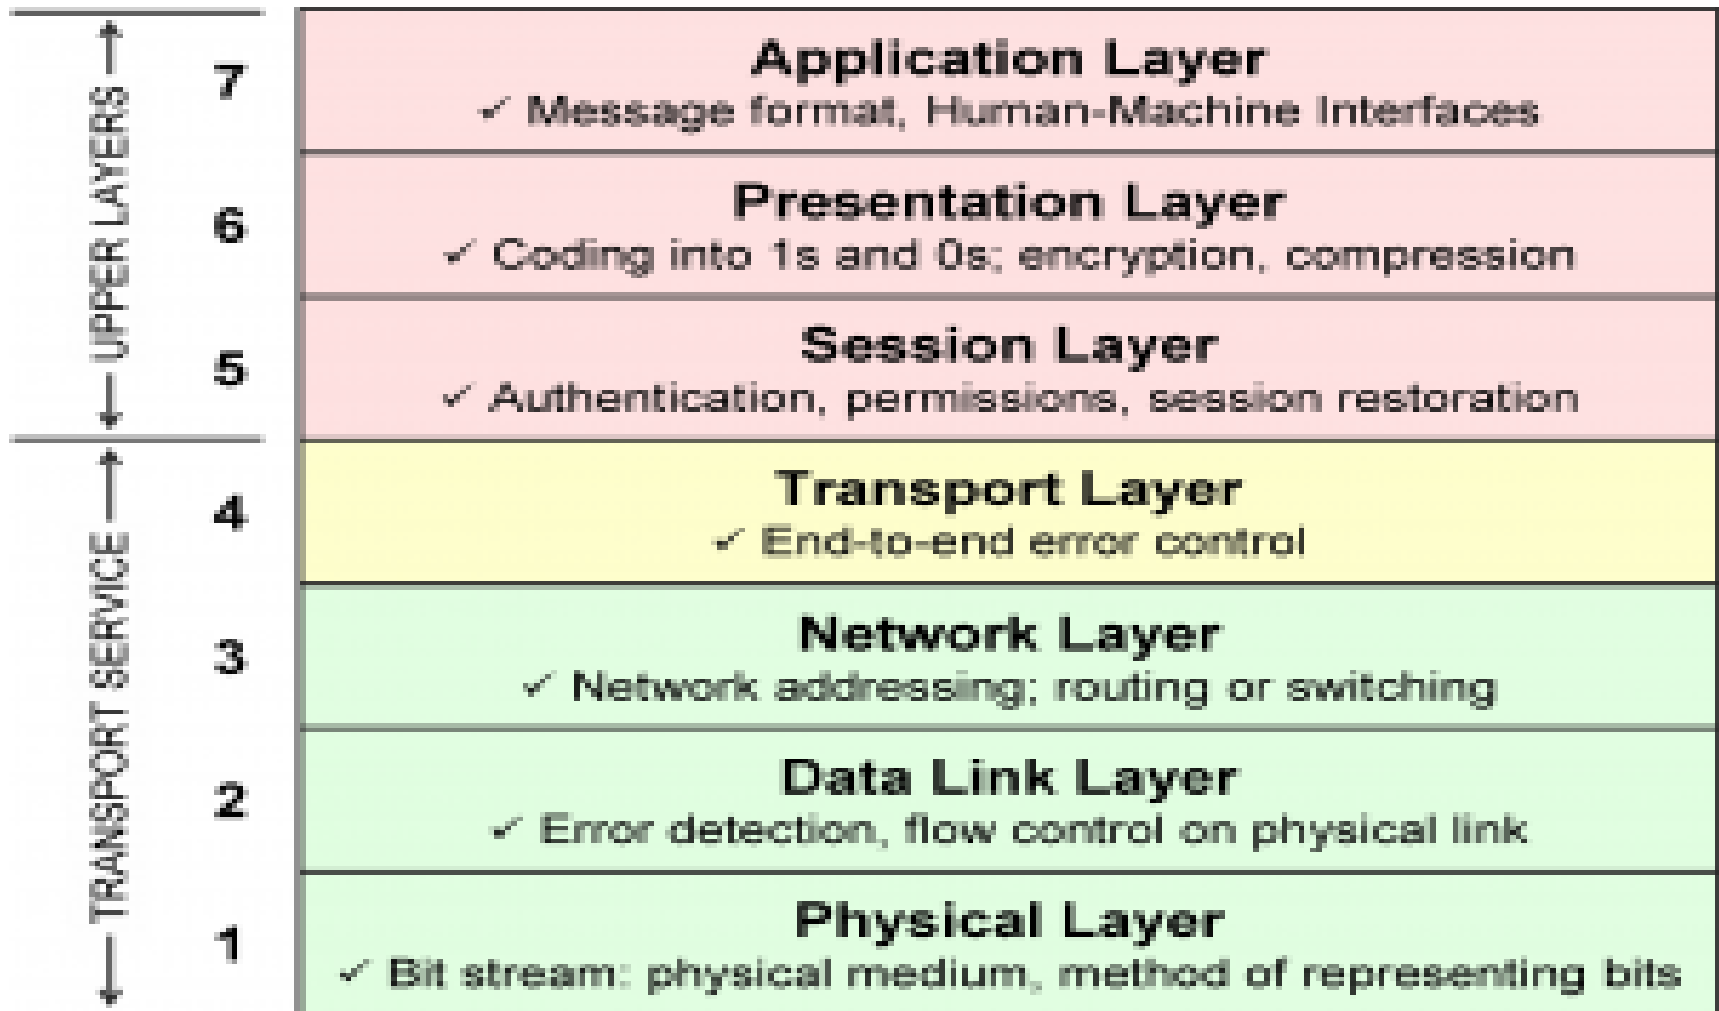 UPPER LAYERS
7
Application Layer
✓ Message format, Human-Machine Interfaces
6
Presentation Layer
✓ Coding into 1s and 0s; encryption, compression
5
Session Layer
✓ Authentication, permissions, session restoration
TRANSPORT SERVICE
4
Transport Layer
✓ End-to-end error control
3
Network Layer
✓ Network addressing; routing or switching
2
Data Link Layer
✓ Error detection, flow control on physical link
1
Physical Layer
✓ Bit stream: physical medium, method of representing bits